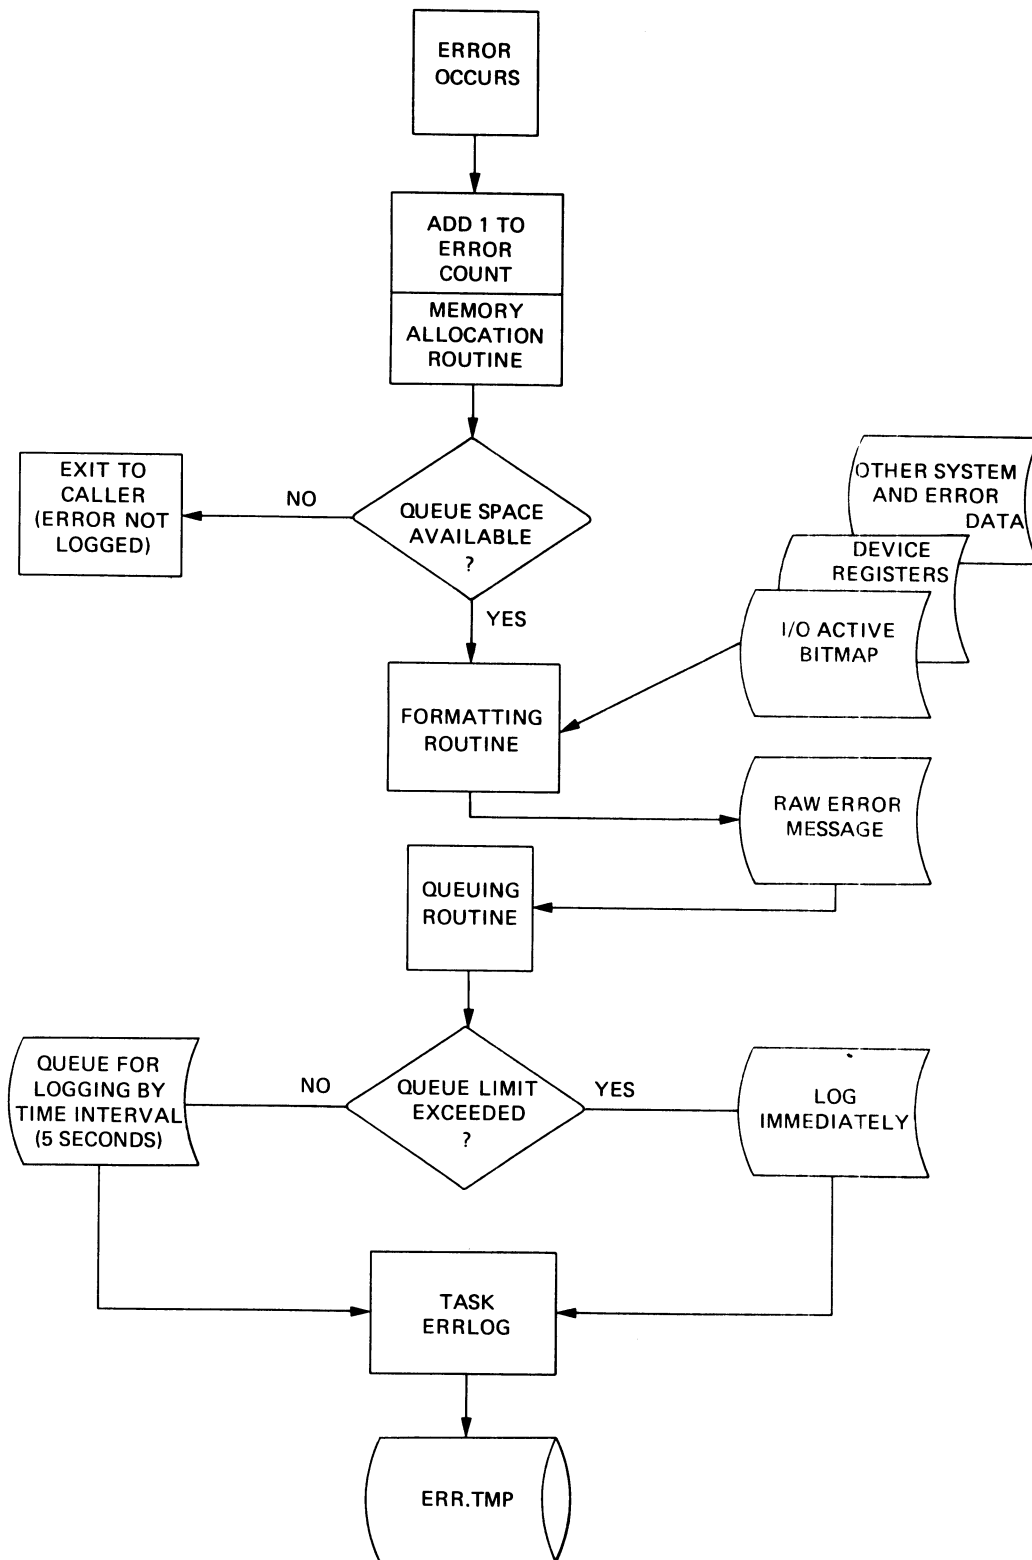 ERROR
OCCURS
ADD 1 TO
ERROR
COUNT
MEMORY
ALLOCATION
ROUTINE
EXIT TO
CALLER
(ERROR NOT
LOGGED)
NO
QUEUE SPACE
AVAILABLE
?
YES
OTHER SYSTEM
AND ERROR
DATA
DEVICE
REGISTERS
I/O ACTIVE
BITMAP
FORMATTING
ROUTINE
RAW ERROR
MESSAGE
QUEUING
ROUTINE
QUEUE FOR
LOGGING BY
TIME INTERVAL
(5 SECONDS)
NO
QUEUE LIMIT
EXCEEDED
?
YES
LOG
IMMEDIATELY
TASK
ERRLOG
ERR.TMP